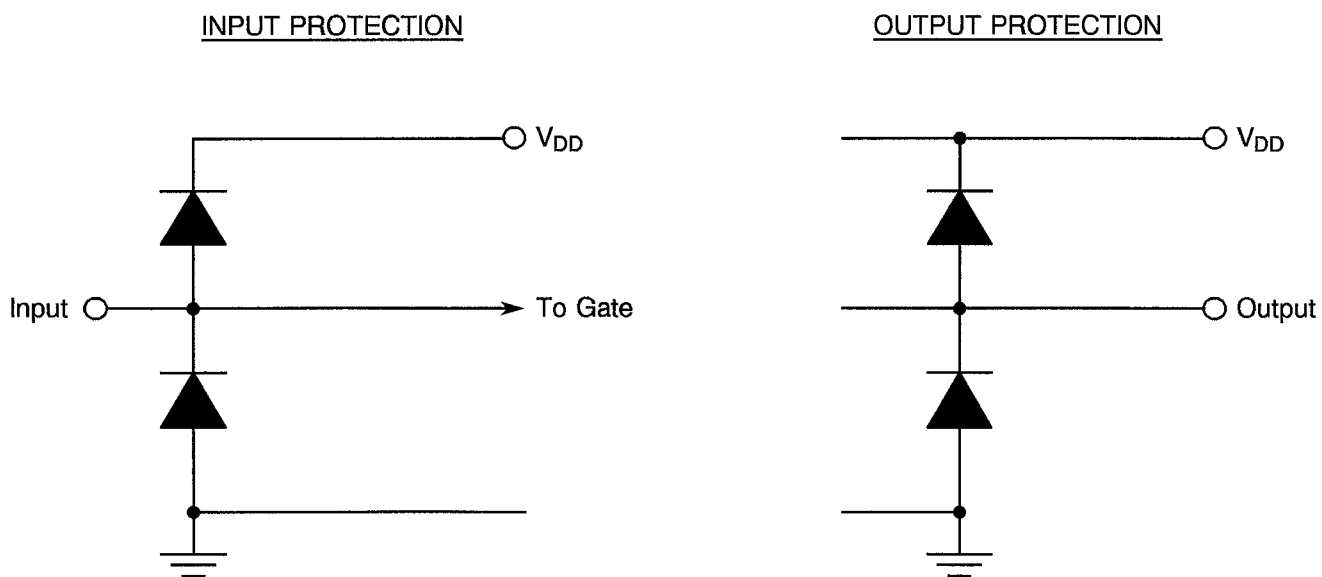 INPUT PROTECTION
OUTPUT PROTECTION
VDD
VDD
Input
To Gate
Output